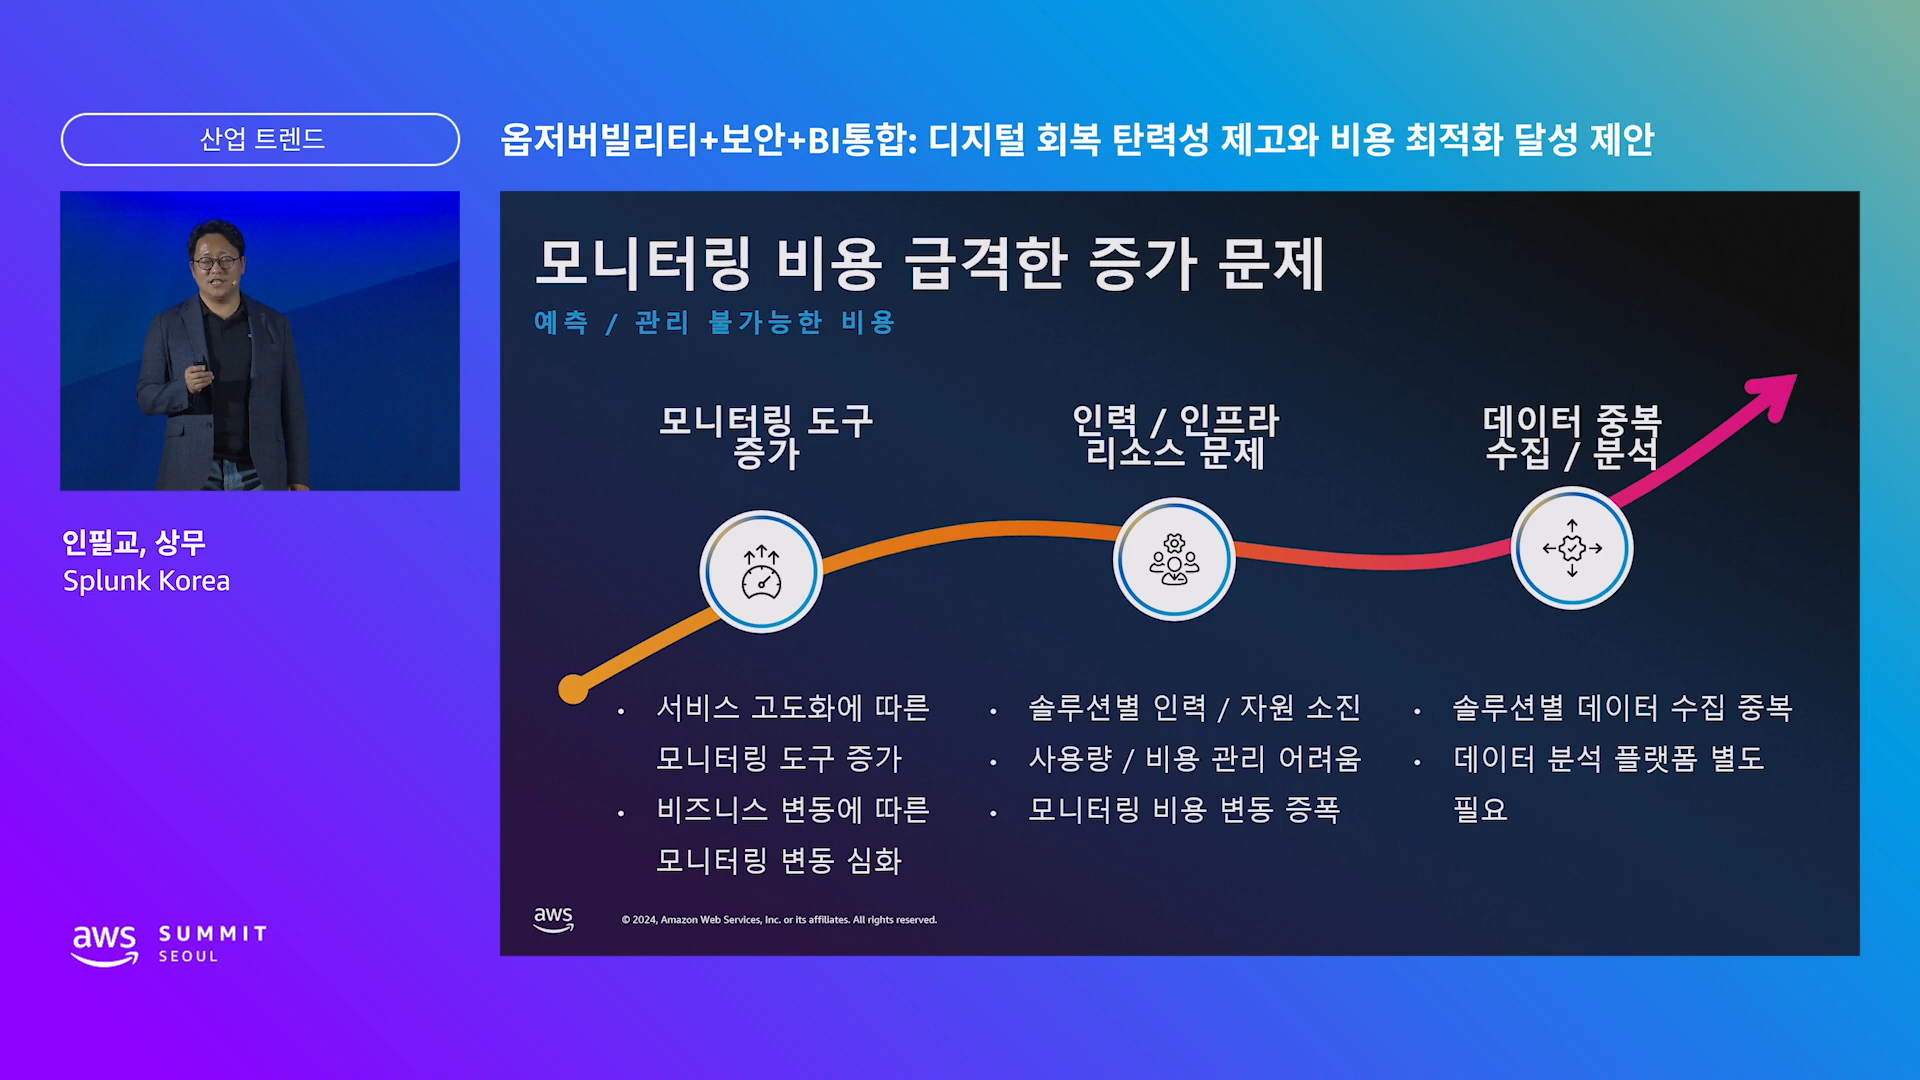 산업 트렌드
옵저버빌리티+보안+BI통합: 디지털 회복 탄력성 제고와 비용 최적화 달성 제안
인필교, 상무
Splunk Korea
모니터링 비용 급격한 증가 문제
예측 / 관리 불가능한 비용
모니터링 도구
증가
인력 / 인프라
리소스 문제
데이터 중복
수집 / 분석
• 서비스 고도화에 따른
모니터링 도구 증가
• 비즈니스 변동에 따른
모니터링 변동 심화
• 솔루션별 인력 / 자원 소진
• 사용량 / 비용 관리 어려움
• 모니터링 비용 변동 증폭
• 솔루션별 데이터 수집 중복
• 데이터 분석 플랫폼 별도
필요
aws
© 2024, Amazon Web Services, Inc. or its affiliates. All rights reserved.
aws
SUMMIT
SEOUL